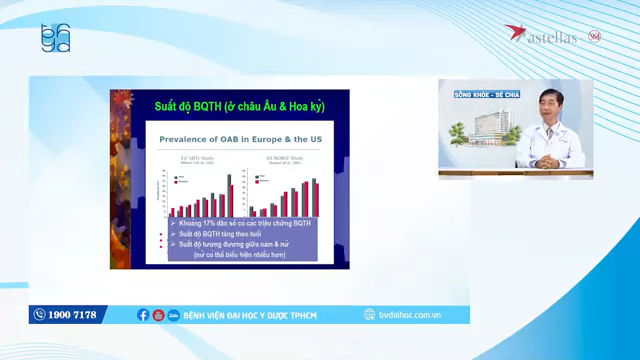 astellas
SỐNG KHỎE - SẺ CHIA
Suất độ BQTH (ở châu Âu & Hoa kỳ)
Prevalence of OAB in Europe & the US
EU SIFO Study
US NOBLE Study
Khoảng 17% dân số có các triệu chứng BQTH
Suất độ BQTH tăng theo tuổi
Suất độ tương đương giữa nam & nữ
(nữ có thể biểu hiện nhiều hơn)
1900 7178
Zalo
BỆNH VIỆN ĐẠI HỌC Y DƯỢC TPHCM
bvdaihoc.com.vn